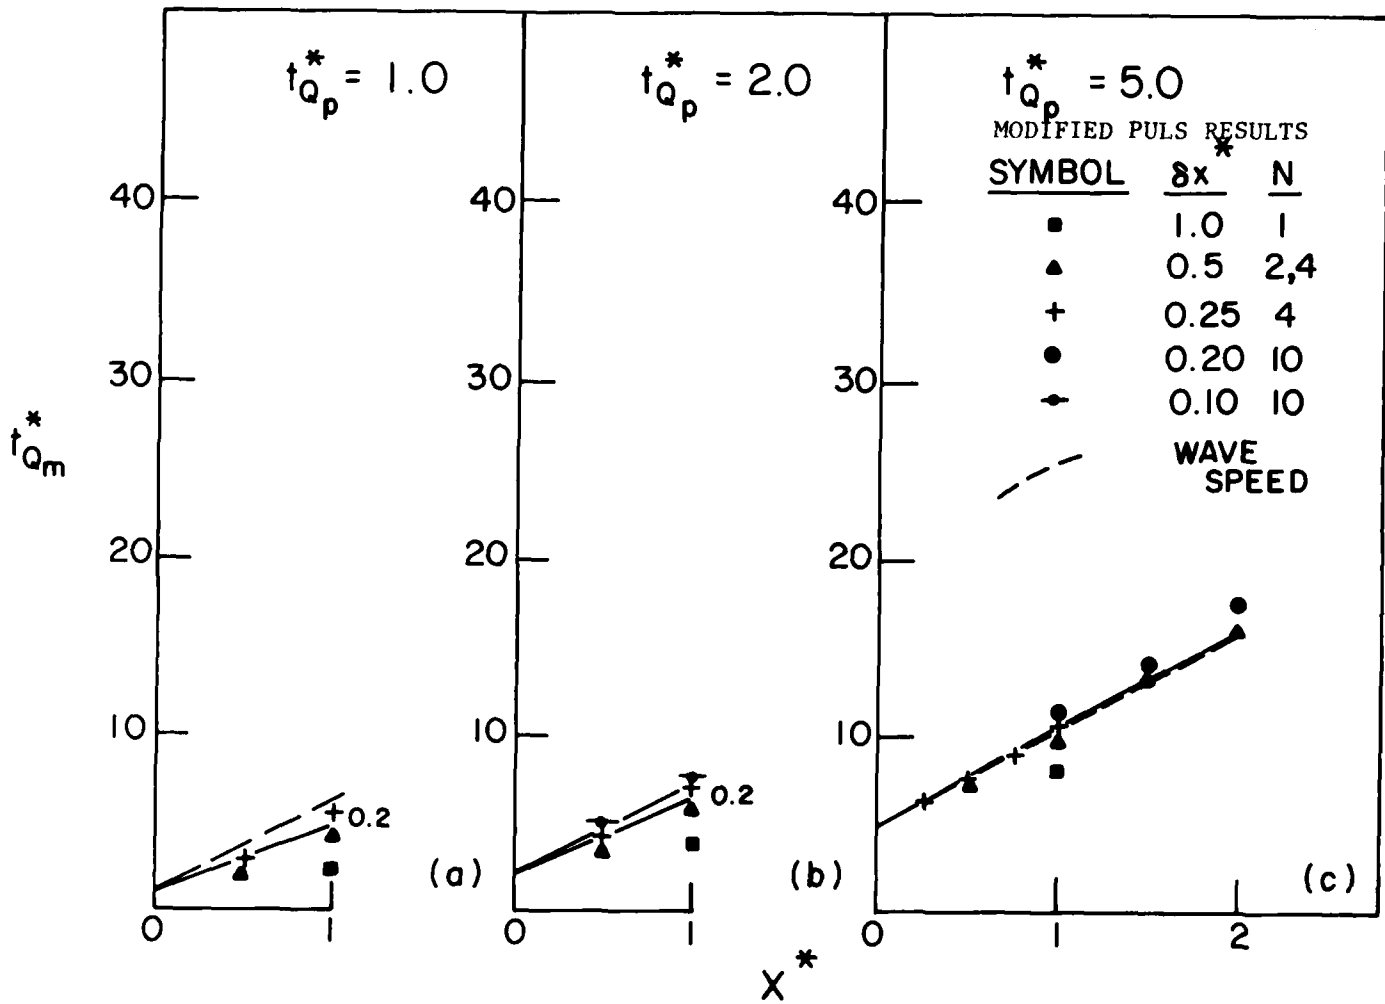 t*Qp = 1.0
t*Qp = 2.0
t*Qp = 5.0
MODIFIED PULS RESULTS
SYMBOL δx* N
1.0 1
0.5 2,4
0.25 4
0.20 10
0.10 10
WAVE
SPEED
t*Qm
40
30
20
10
0.2
(a)
0 1
40
30
20
10
0.2
(b)
0 1
40
30
20
10
(c)
0 1 2
X*